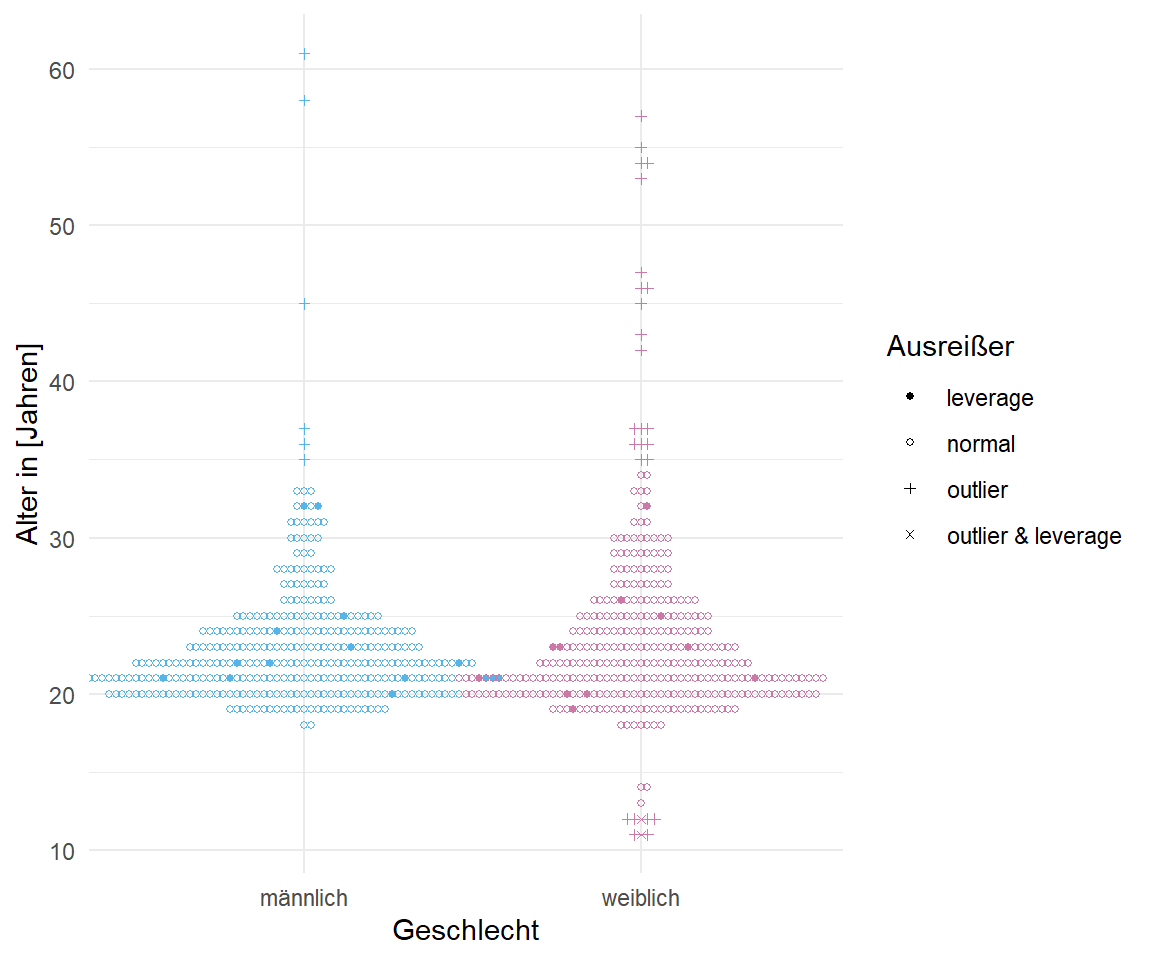 60
50
40
30
20
10
Alter in [Jahren]
männlich
weiblich
Geschlecht
Ausreißer
leverage
normal
outlier
outlier & leverage